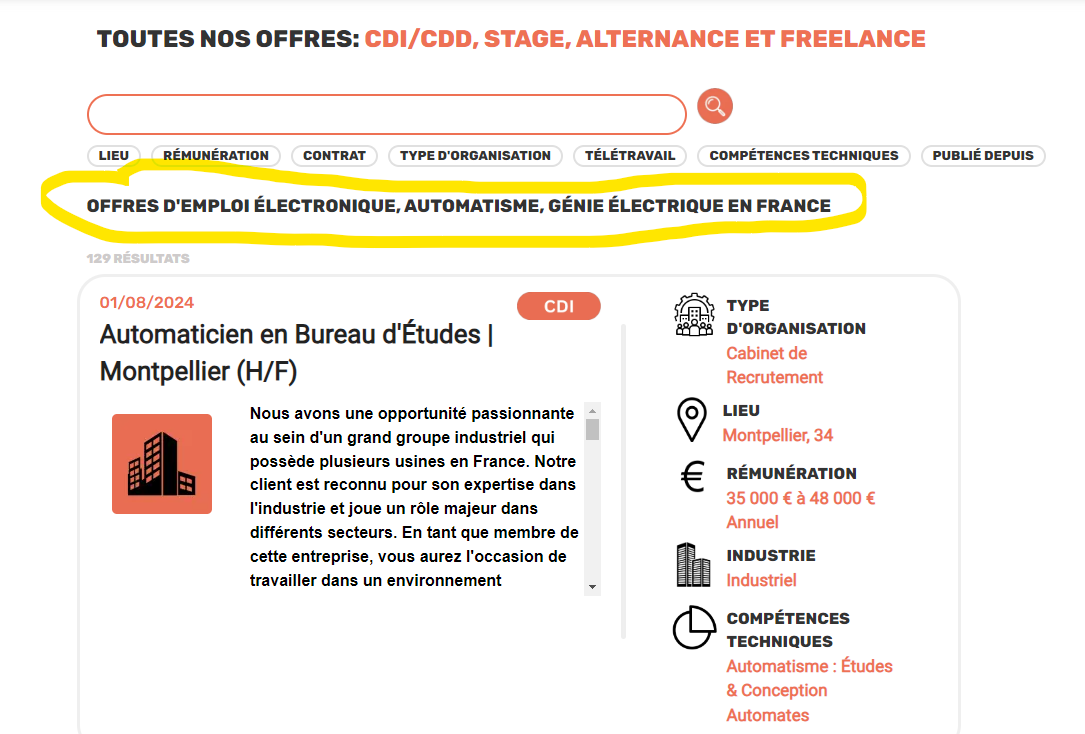 TOUTES NOS OFFRES: CDI/CDD, STAGE, ALTERNANCE ET FREELANCE
LIEU
RÉMUNÉRATION
CONTRAT
TYPE D'ORGANISATION
TÉLÉTRAVAIL
COMPÉTENCES TECHNIQUES
PUBLIÉ DEPUIS
OFFRES D'EMPLOI ÉLECTRONIQUE, AUTOMATISME, GÉNIE ÉLECTRIQUE EN FRANCE
129 RÉSULTATS
01/08/2024
CDI
Automaticien en Bureau d'Études |
Montpellier (H/F)
Nous avons une opportunité passionnante
au sein d'un grand groupe industriel qui
possède plusieurs usines en France. Notre
client est reconnu pour son expertise dans
l'industrie et joue un rôle majeur dans
différents secteurs. En tant que membre de
cette entreprise, vous aurez l'occasion de
travailler dans un environnement
TYPE
D'ORGANISATION
Cabinet de
Recrutement
LIEU
Montpellier, 34
RÉMUNÉRATION
35 000 € à 48 000 €
Annuel
INDUSTRIE
Industriel
COMPÉTENCES
TECHNIQUES
Automatisme : Études
& Conception
Automates